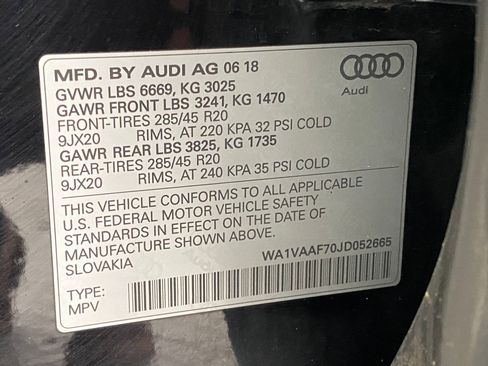 MFD. BY AUDI AG 06 18
GVWR LBS 6669, KG 3025
GAWR FRONT LBS 3241, KG 1470
FRONT-TIRES 285/45 R20
9JX20 RIMS, AT 220 KPA 32 PSI COLD
GAWR REAR LBS 3825, KG 1735
REAR-TIRES 285/45 R20
9JX20 RIMS, AT 240 KPA 35 PSI COLD
Audi
THIS VEHICLE CONFORMS TO ALL APPLICABLE
U.S. FEDERAL MOTOR VEHICLE SAFETY
STANDARDS IN EFFECT ON THE DATE OF
MANUFACTURE SHOWN ABOVE.
SLOVAKIA WA1VAAF70JD052665
TYPE:
MPV